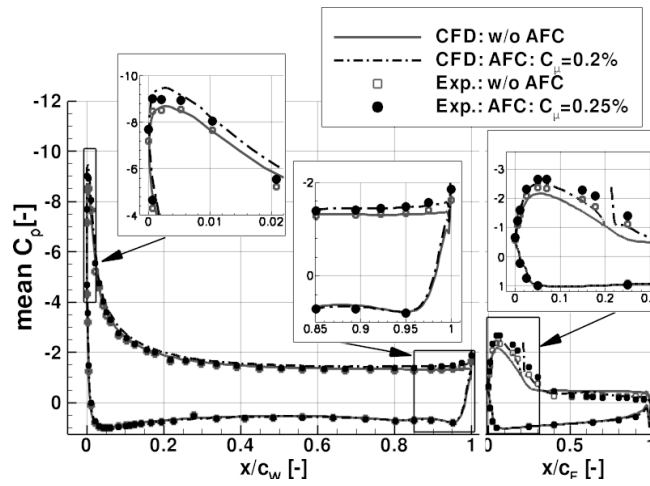 CFD: w/o AFC
CFD: AFC: Cμ=0.2%
Exp.: w/o AFC
Exp.: AFC: Cμ=0.25%
mean Cp[-]
-12
-10
-8
-6
-4
-2
0
0 0.2 0.4 0.6 0.8 1
x/cW [-]
-10
-8
-6
-4
0 0.01 0.02
-2
0
0.85 0.9 0.95 1
-3
-2
-1
0
1
0 0.1 0.2 0.3
0.5 1
x/cF [-]